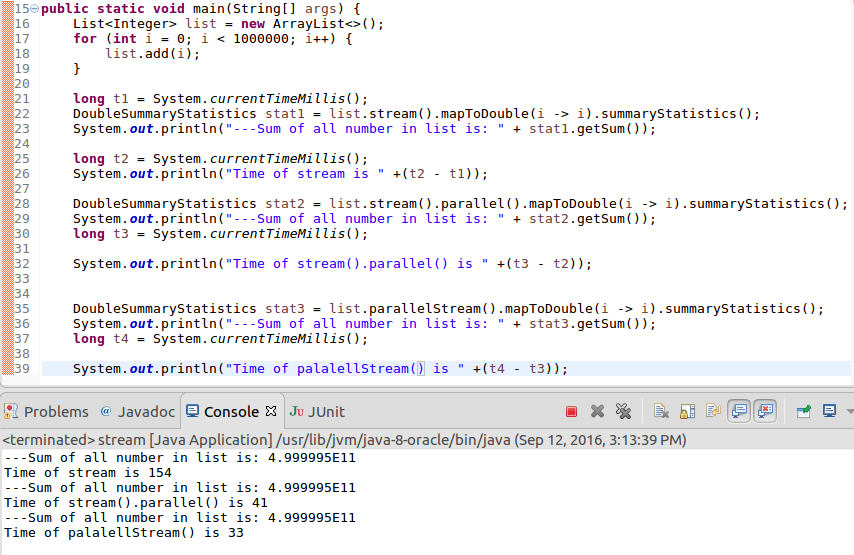 15 public static void main(String[] args) {
16 List<Integer> list = new ArrayList<>();
17 for (int i = 0; i < 1000000; i++) {
18 list.add(i);
19 }
20
21 long t1 = System.currentTimeMillis();
22 DoubleSummaryStatistics stat1 = list.stream().mapToDouble(i -> i).summaryStatistics();
23 System.out.println("---Sum of all number in list is: " + stat1.getSum());
24
25 long t2 = System.currentTimeMillis();
26 System.out.println("Time of stream is " +(t2 - t1));
27
28 DoubleSummaryStatistics stat2 = list.stream().parallel().mapToDouble(i -> i).summaryStatistics();
29 System.out.println("---Sum of all number in list is: " + stat2.getSum());
30 long t3 = System.currentTimeMillis();
31
32 System.out.println("Time of stream().parallel() is " +(t3 - t2));
33
34
35 DoubleSummaryStatistics stat3 = list.parallelStream().mapToDouble(i -> i).summaryStatistics();
36 System.out.println("---Sum of all number in list is: " + stat3.getSum());
37 long t4 = System.currentTimeMillis();
38
39 System.out.println("Time of palalellStream() is " +(t4 - t3));
Problems @ Javadoc Console JU JUnit
<terminated> stream [Java Application] /usr/lib/jvm/java-8-oracle/bin/java (Sep 12, 2016, 3:13:39 PM)
---Sum of all number in list is: 4.999995E11
Time of stream is 154
---Sum of all number in list is: 4.999995E11
Time of stream().parallel() is 41
---Sum of all number in list is: 4.999995E11
Time of palalellStream() is 33